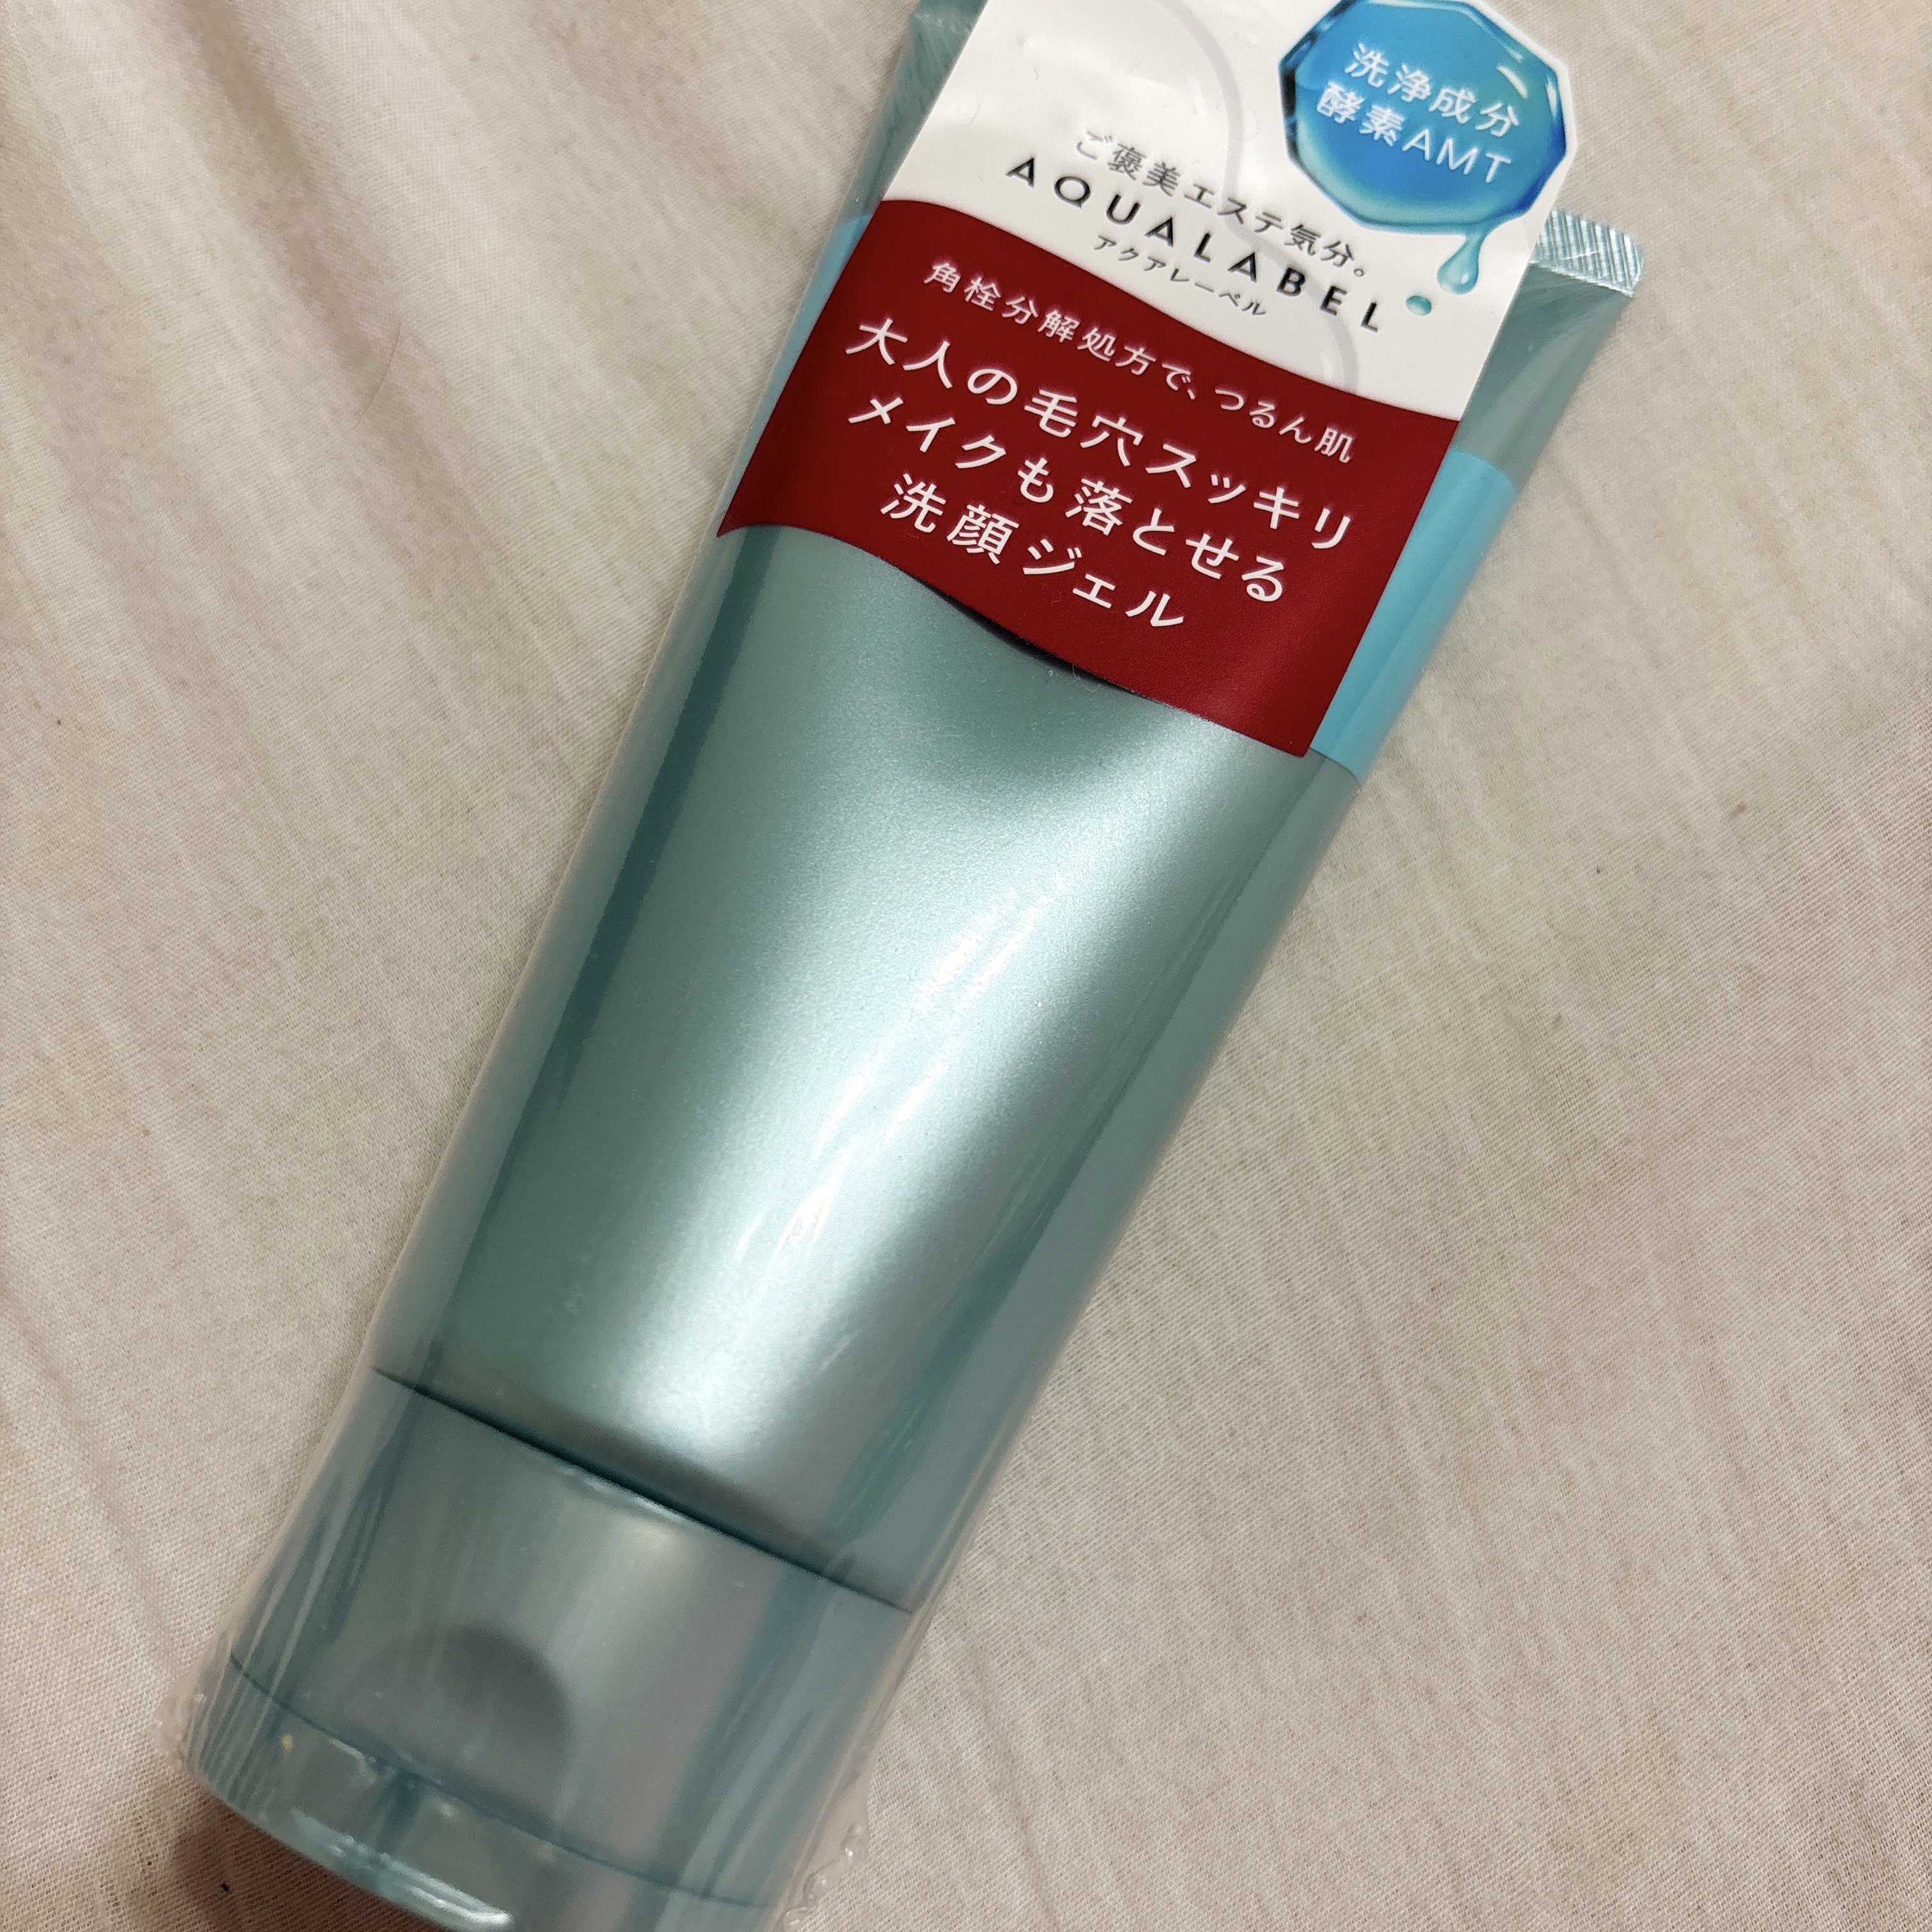 洗浄成分
酵素AMT
ご褒美エステ気分。
AQUALABEL
アクアレーベル
角栓分解処方で、つるん肌
大人の毛穴スッキリ
メイクも落とせる
洗顔ジェル